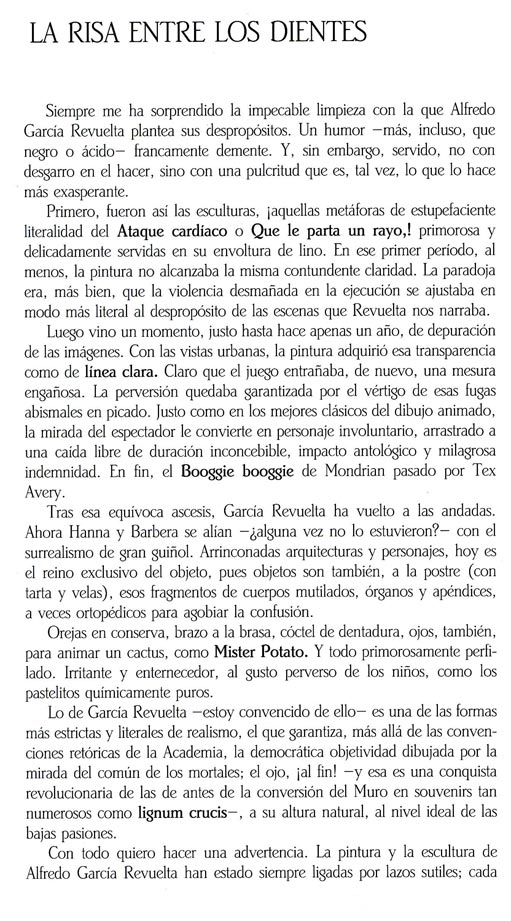 LA RISA ENTRE LOS DIENTES
Siempre me ha sorprendido la impecable limpieza con la que Alfredo
García Revuelta plantea sus despropósitos. Un humor —más, incluso, que
negro o ácido— francamente demente. Y, sin embargo, servido, no con
desgarro en el hacer, sino con una pulcritud que es, tal vez, lo que lo hace
más exasperante.
Primero, fueron así las esculturas, ¡aquellas metáforas de estupefaciente
literalidad del Ataque cardíaco o Que le parta un rayo,! primorosa y
delicadamente servidas en su envoltura de lino. En ese primer período, al
menos, la pintura no alcanzaba la misma contundente claridad. La paradoja
era, más bien, que la violencia desmañada en la ejecución se ajustaba en
modo más literal al despropósito de las escenas que Revuelta nos narraba.
Luego vino un momento, justo hasta hace apenas un año, de depuración
de las imágenes. Con las vistas urbanas, la pintura adquirió esa transparencia
como de línea clara. Claro que el juego entrañaba, de nuevo, una mesura
engañosa. La perversión quedaba garantizada por el vértigo de esas fugas
abismales en picado. Justo como en los mejores clásicos del dibujo animado,
la mirada del espectador le convierte en personaje involuntario, arrastrado a
una caída libre de duración inconcebible, impacto antológico y milagrosa
indemnidad. En fin, el Booggie booggie de Mondrian pasado por Tex
Avery.
Tras esa equívoca ascesis, García Revuelta ha vuelto a las andadas.
Ahora Hanna y Barbera se alían —¿alguna vez no lo estuvieron?— con el
surrealismo de gran guiñol. Arrinconadas arquitecturas y personajes, hoy es
el reino exclusivo del objeto, pues objetos son también, a la postre (con
tarta y velas), esos fragmentos de cuerpos mutilados, órganos y apéndices,
a veces ortopédicos para agobiar la confusión.
Orejas en conserva, brazo a la brasa, cóctel de dentadura, ojos, también,
para animar un cactus, como Mister Potato. Y todo primorosamente perfi-
lado. Irritante y enternecedor, al gusto perverso de los niños, como los
pastelitos químicamente puros.
Lo de García Revuelta —estoy convencido de ello— es una de las formas
más estrictas y literales de realismo, el que garantiza, más allá de las conven-
ciones retóricas de la Academia, la democrática objetividad dibujada por la
mirada del común de los mortales; el ojo, ¡al fin! —y esa es una conquista
revolucionaria de las de antes de la conversión del Muro en souvenirs tan
numerosos como lignum crucis—, a su altura natural, al nivel ideal de las
bajas pasiones.
Con todo quiero hacer una advertencia. La pintura y la escultura de
Alfredo García Revuelta han estado siempre ligadas por lazos sutiles; cada